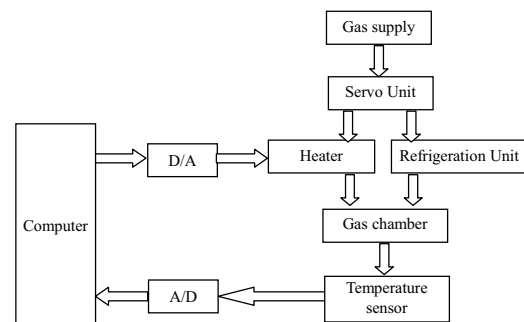 Gas supply
Servo Unit
D/A
Heater
Refrigeration Unit
Computer
Gas chamber
A/D
Temperature
sensor